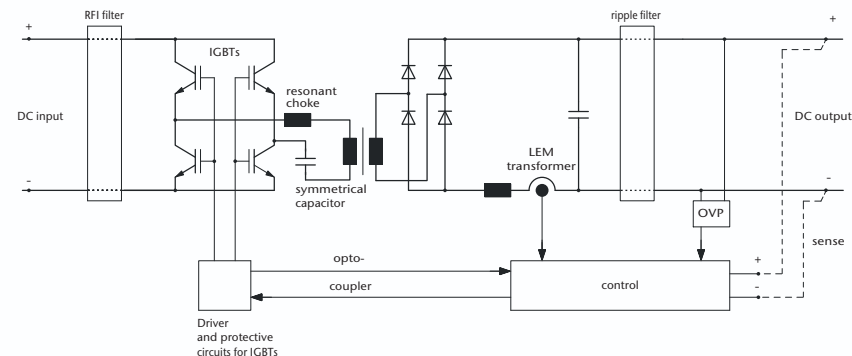 RFI filter
ripple filter
+
+
IGBTs
resonant
choke
DC input
DC output
LEM
transformer
-
-
symmetrical
capacitor
OVP
sense
opto-
+
control
coupler
-
Driver
and protective
circuits for IGBTs